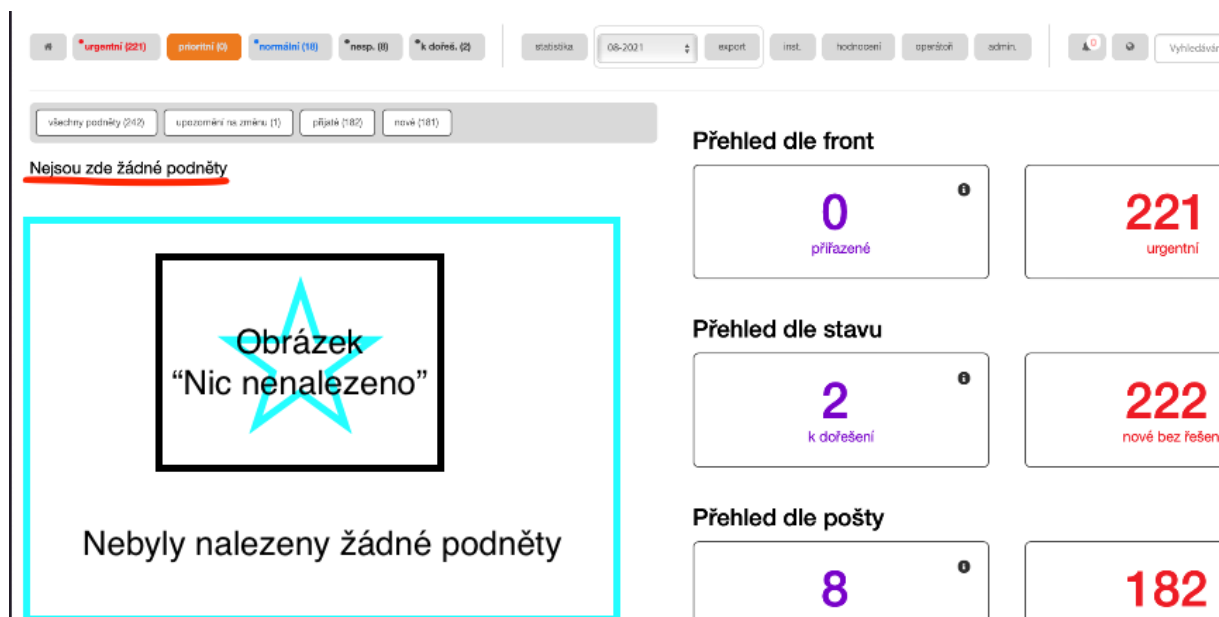 urgentní (221) prioritní (0) normální (18) nesp. (8) k dořeš. (2) statistika 08-2021 export inst. hodnocení operátoři admin. 0 Vyhledáván
všechny podněty (242) upozornění na změnu (1) přijaté (182) nové (181)
Nejsou zde žádné podněty
Obrázek
“Nic nenalezeno”
Nebyly nalezeny žádné podněty
Přehled dle front
0 221
přiřazené urgentní
Přehled dle stavu
2 222
k dořešení nové bez řešen
Přehled dle pošty
8 182